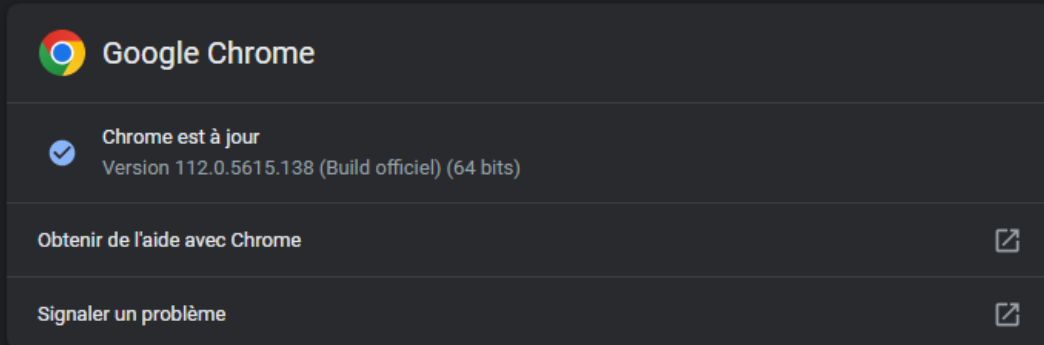 Google Chrome
Chrome est à jour
Version 112.0.5615.138 (Build officiel) (64 bits)
Obtenir de l'aide avec Chrome
Signaler un problème